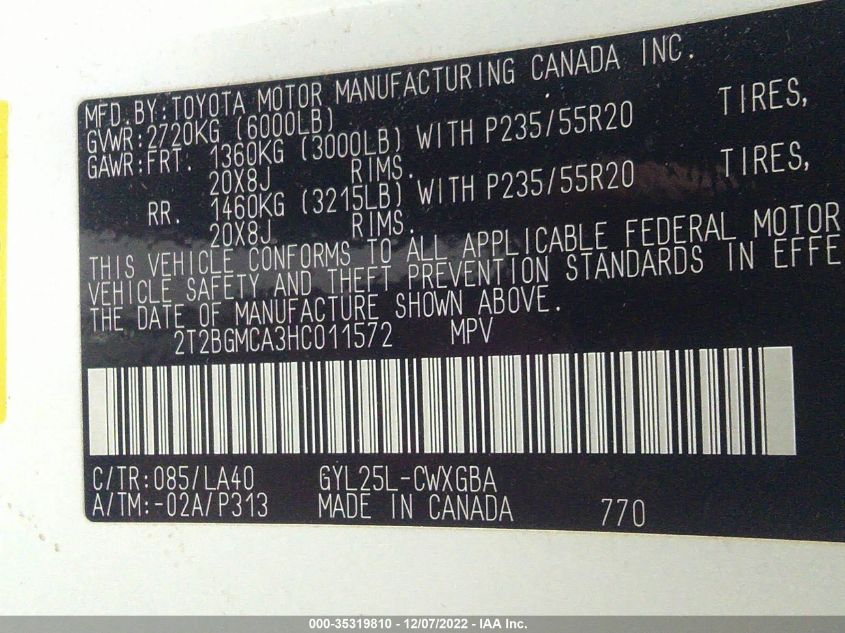 MFD.BY:TOYOTA MOTOR MANUFACTURING CANADA INC.
GVWR:2720KG (6000LB)
GAWR:FRT. 1360KG (3000LB) WITH P235/55R20 TIRES,
20X8J RIMS.
RR. 1460KG (3215LB) WITH P235/55R20 TIRES,
20X8J RIMS.
THIS VEHICLE CONFORMS TO ALL APPLICABLE FEDERAL MOTOR
VEHICLE SAFETY AND THEFT PREVENTION STANDARDS IN EFFE
THE DATE OF MANUFACTURE SHOWN ABOVE.
2T2BGMCA3HC011572 MPV
C/TR:085/LA40 GYL25L-CWXGBA
A/TM:-02A/P313 MADE IN CANADA 770
000-35319810 - 12/07/2022 - IAA Inc.